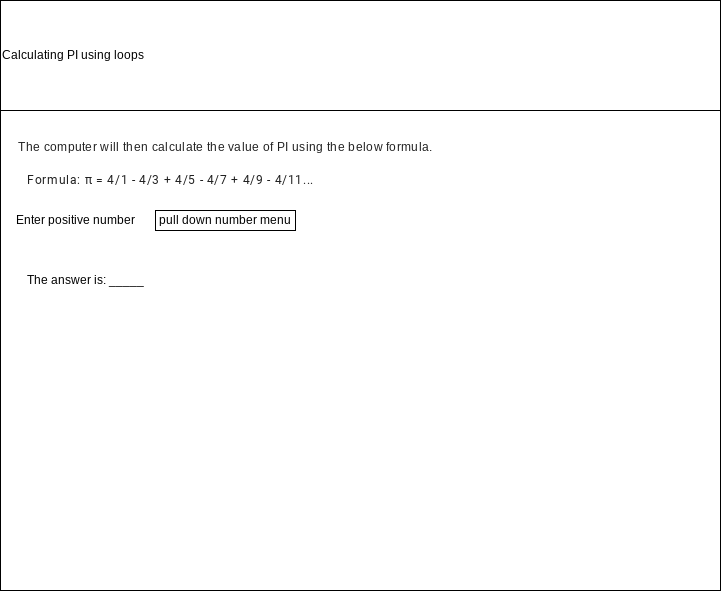 Calculating PI using loops
The computer will then calculate the value of PI using the below formula.
Formula: π = 4/1 - 4/3 + 4/5 - 4/7 + 4/9 - 4/11...
Enter positive number pull down number menu
The answer is: _____